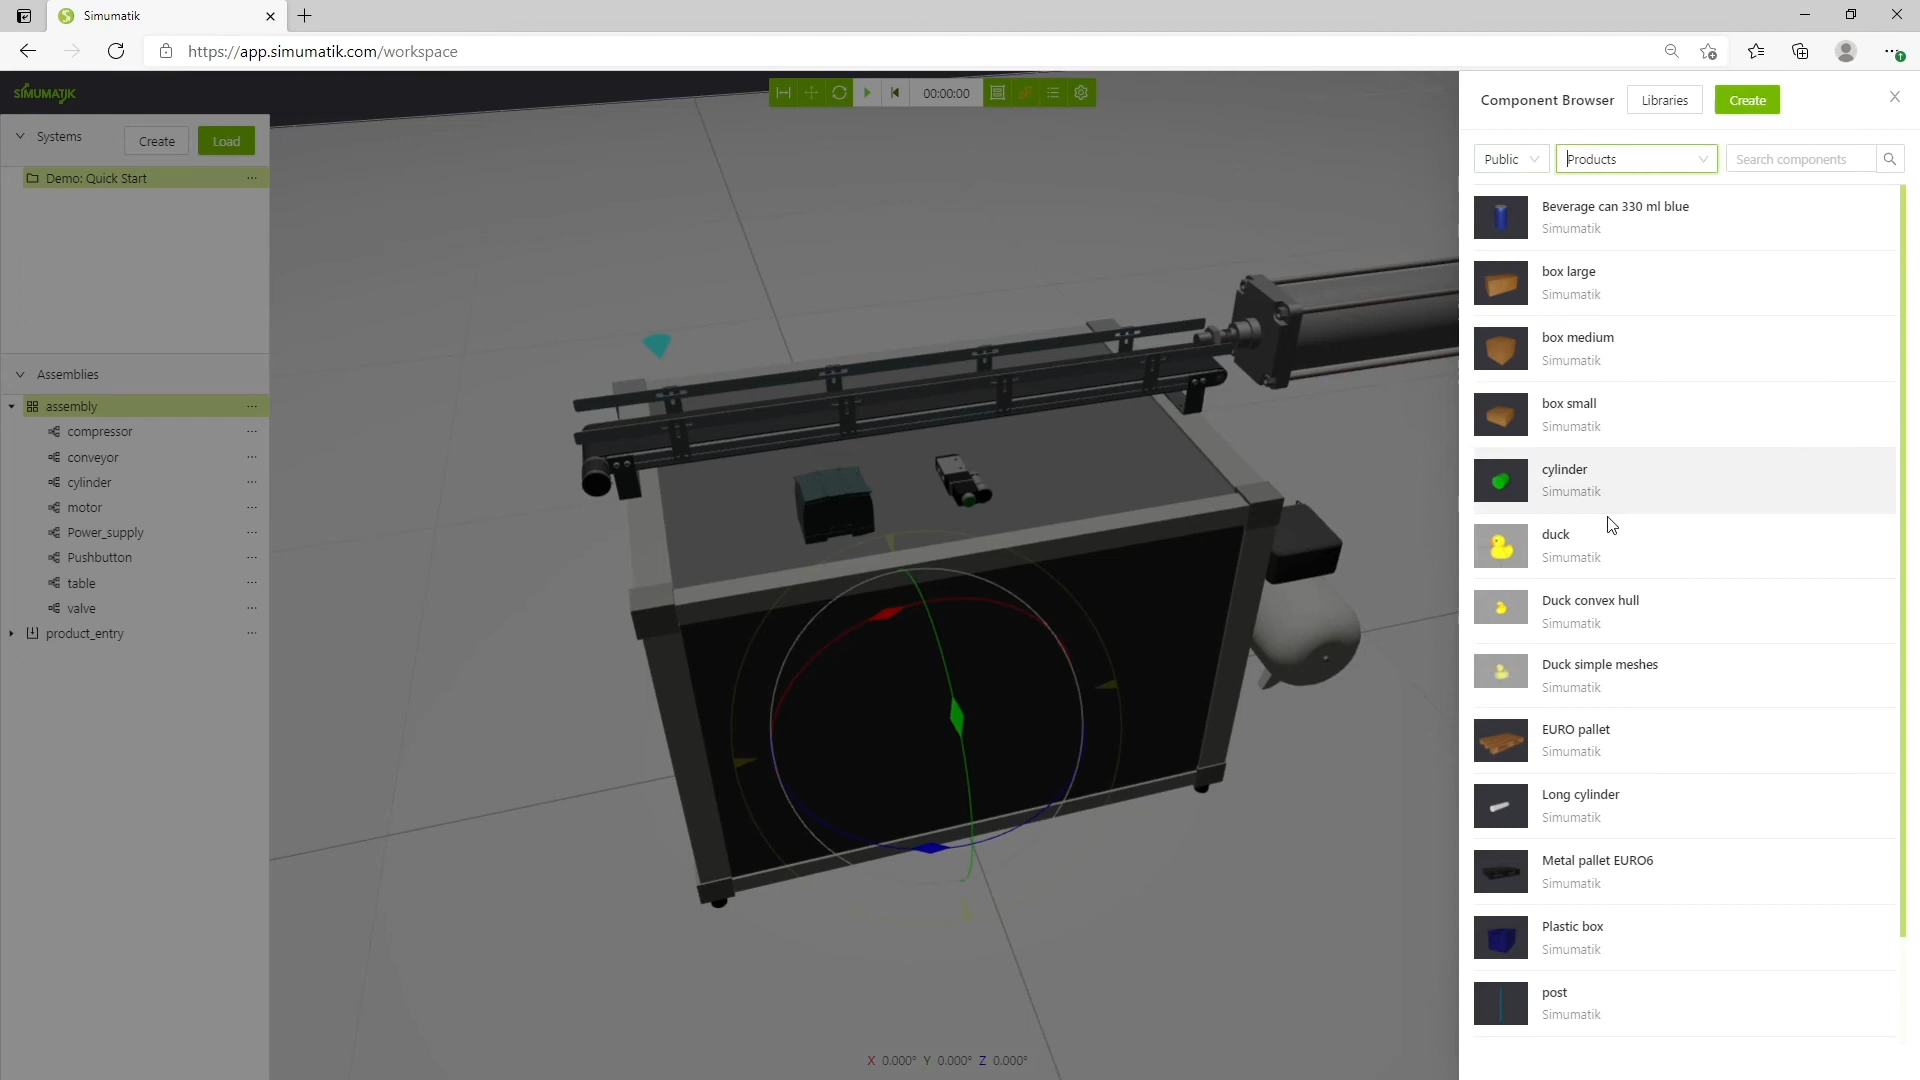 Simumatik
https://app.simumatik.com/workspace
SIMUMATIK
00:00:00
Systems
Create
Load
Demo: Quick Start
Assemblies
assembly
compressor
conveyor
cylinder
motor
Power_supply
Pushbutton
table
valve
product_entry
X 0.000° Y 0.000° Z 0.000°
Component Browser
Libraries
Create
Public
Products
Search components
Beverage can 330 ml blue
Simumatik
box large
Simumatik
box medium
Simumatik
box small
Simumatik
cylinder
Simumatik
duck
Simumatik
Duck convex hull
Simumatik
Duck simple meshes
Simumatik
EURO pallet
Simumatik
Long cylinder
Simumatik
Metal pallet EURO6
Simumatik
Plastic box
Simumatik
post
Simumatik